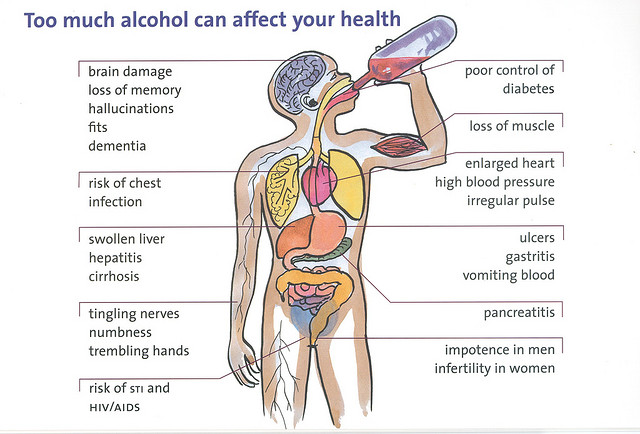 Too much alcohol can affect your health
brain damage
loss of memory
hallucinations
fits
dementia
risk of chest
infection
swollen liver
hepatitis
cirrhosis
tingling nerves
numbness
trembling hands
risk of STI and
HIV/AIDS
poor control of
diabetes
loss of muscle
enlarged heart
high blood pressure
irregular pulse
ulcers
gastritis
vomiting blood
pancreatitis
impotence in men
infertility in women